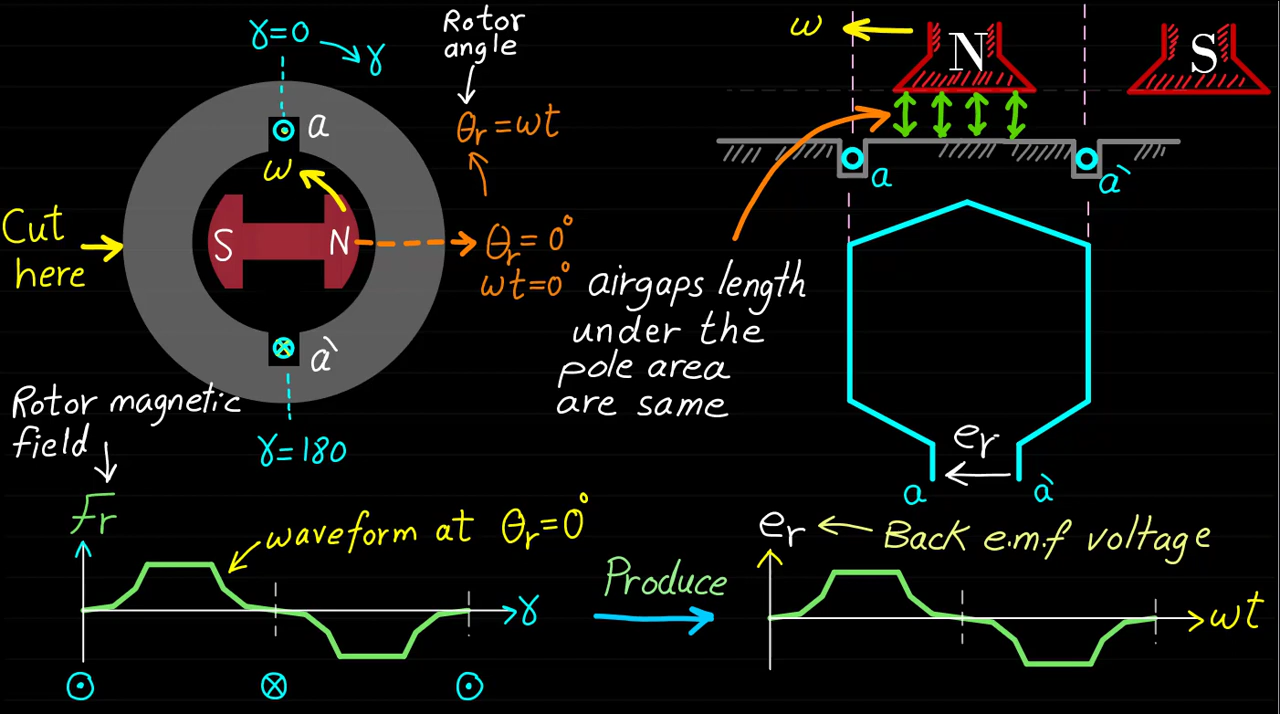 γ=0
γ
Rotor
angle
a
θr = ωt
ω
Cut
here
S
N
θr = 0°
ωt=0°
a`
γ=180
ω
N
S
a
a`
airgaps length
under the
pole area
are same
er
a
a`
Rotor magnetic
field
Fr
waveform at θr=0°
γ
Produce
er
Back e.m.f voltage
ωt